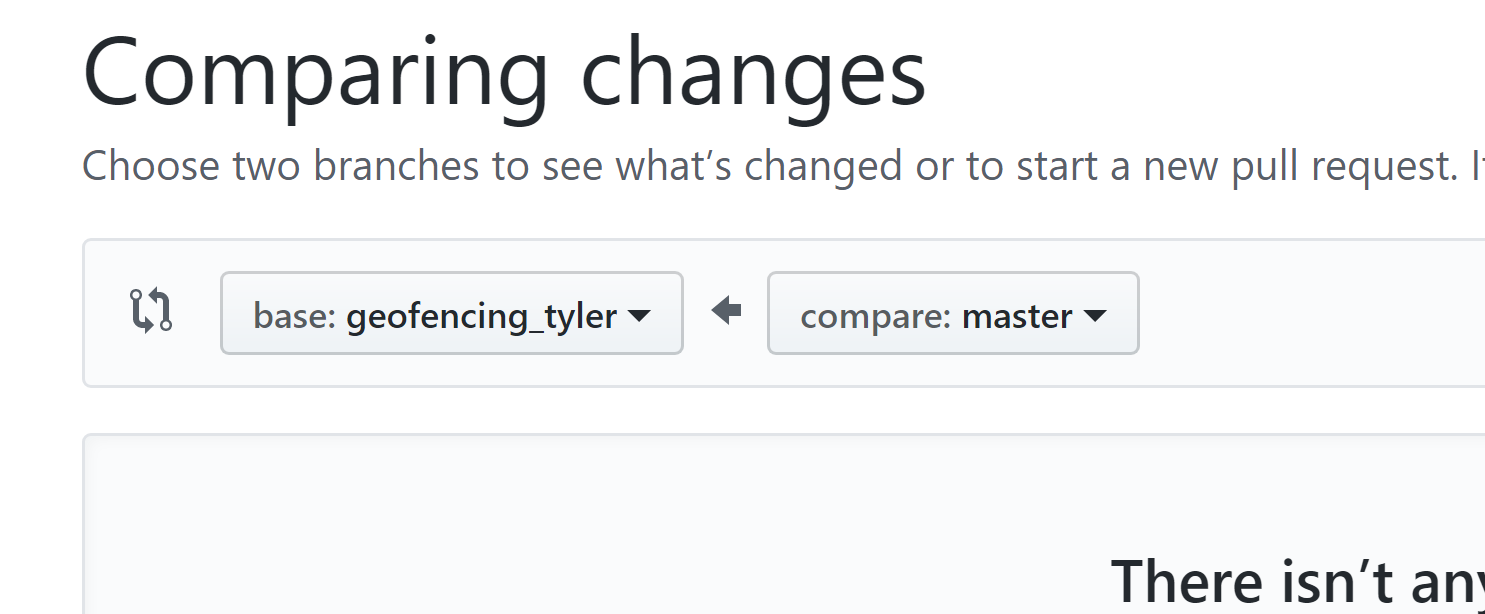 Comparing changes
Choose two branches to see what’s changed or to start a new pull request.
base: geofencing_tyler compare: master
There isn’t